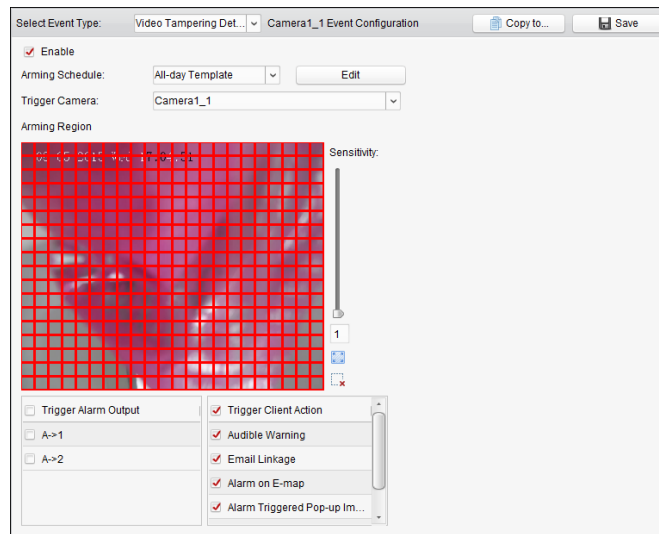 Select Event Type: Video Tampering Det... Camera1_1 Event Configuration Copy to... Save
Enable
Arming Schedule: All-day Template Edit
Trigger Camera: Camera1_1
Arming Region
Sensitivity:
1
Trigger Alarm Output
A->1
A->2
Trigger Client Action
Audible Warning
Email Linkage
Alarm on E-map
Alarm Triggered Pop-up Im...